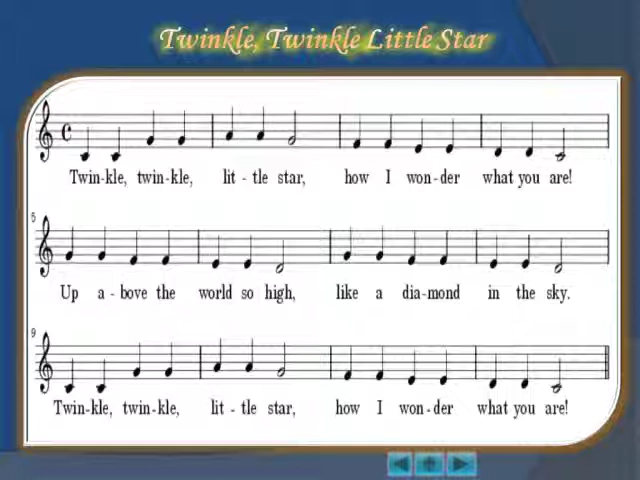 Twinkle, Twinkle Little Star
Twin-kle, twin-kle, lit - tle star, how I won-der what you are!
5
Up a - bove the world so high, like a dia-mond in the sky.
9
Twin-kle, twin-kle, lit - tle star, how I won-der what you are!